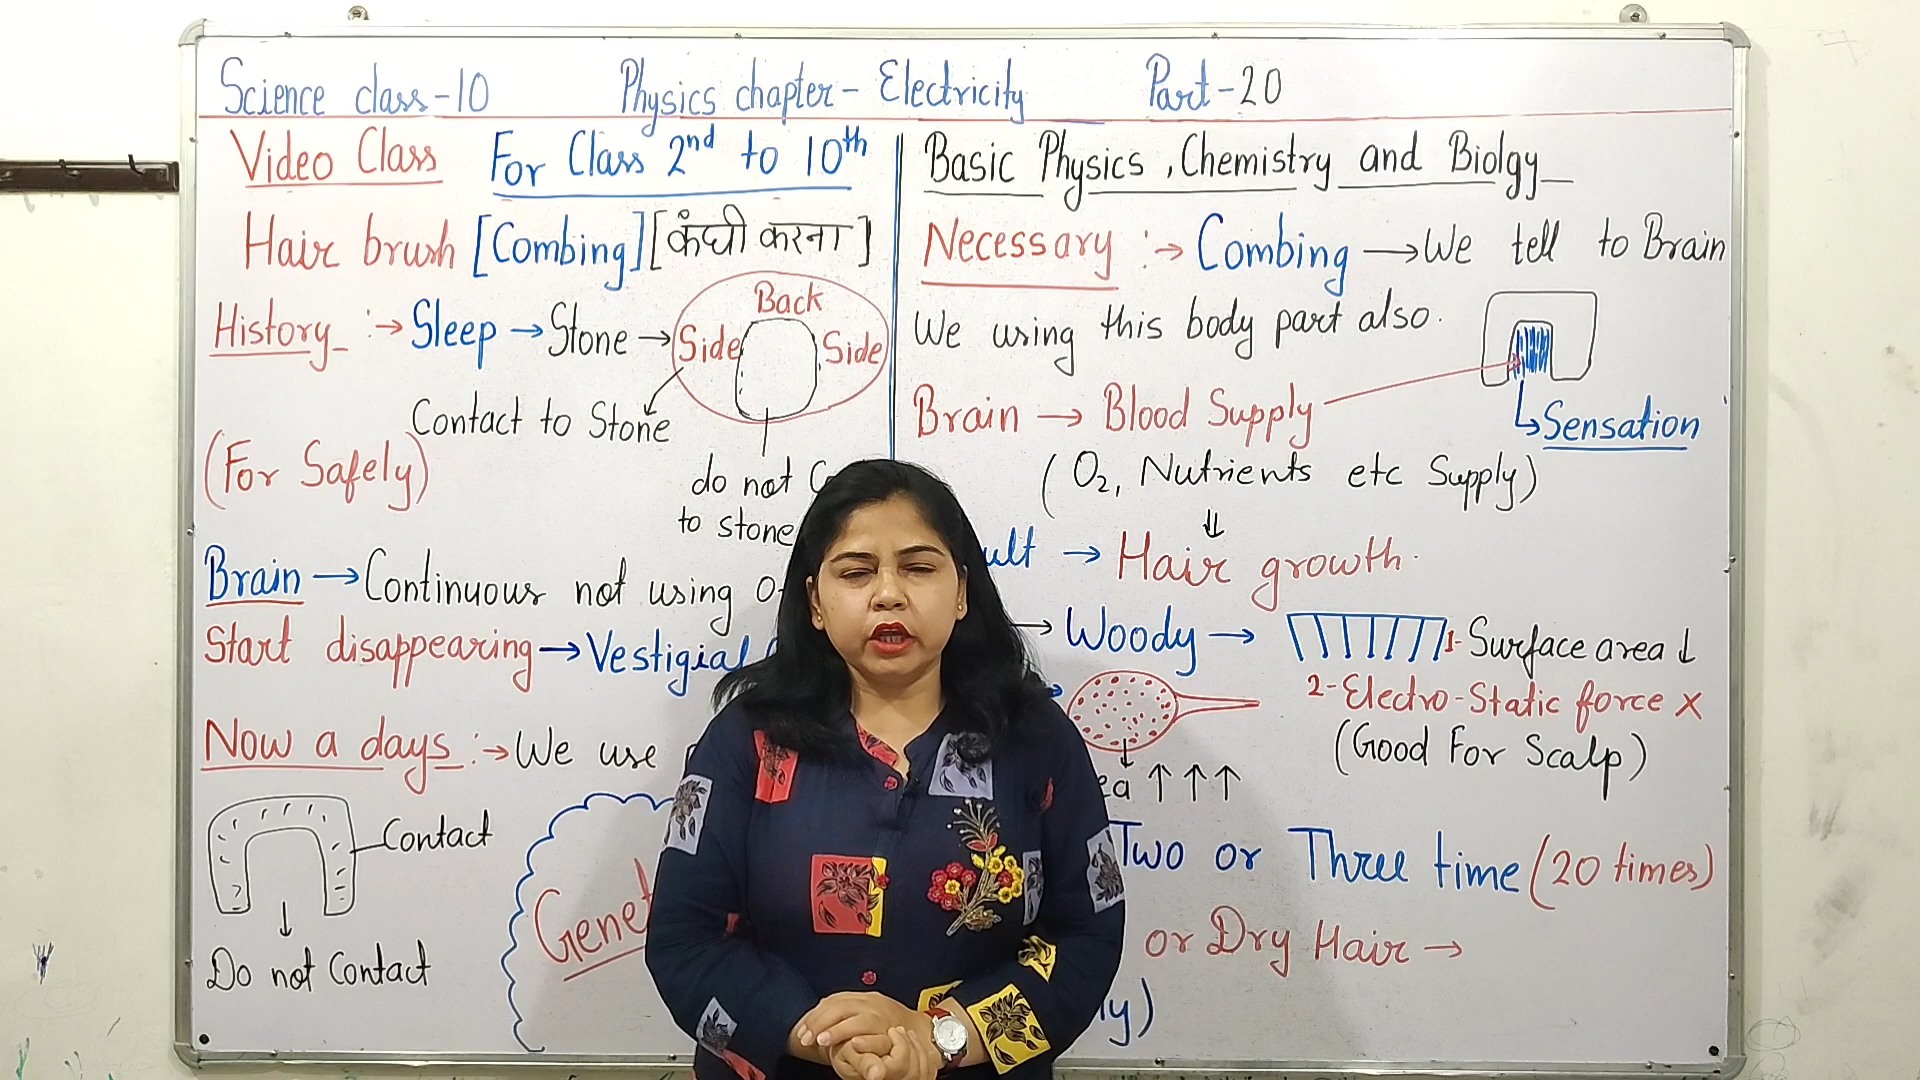 Science class-10 Physics chapter- Electricity Part-20
Video Class For Class 2nd to 10th
Hair brush [Combing] [कंघी करना]
History :→ Sleep → Stone →
Back
Side Side
Contact to Stone
(For Safely)
do not
to stone
Brain → Continuous not using
Start disappearing → Vestigial
Now a days :→ We use
Contact
Do not Contact
Basic Physics, Chemistry and Biolgy
Necessary :→ Combing → We tell to Brain
We using this body part also.
Brain → Blood Supply
Sensation
(O2, Nutrients etc Supply)
↓
→ Hair growth.
→ Woody → 1- Surface area ↓
2- Electro-Static force X
(Good For Scalp)
↑ ↑ ↑
Two or Three time (20 times)
or Dry Hair →